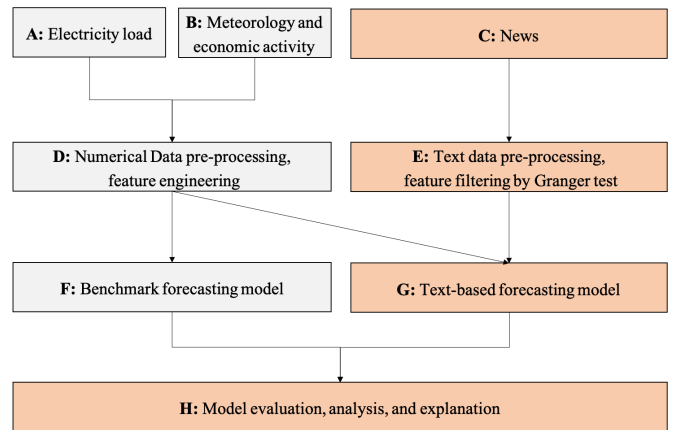 A: Electricity load
B: Meteorology and
economic activity
C: News
D: Numerical Data pre-processing,
feature engineering
E: Text data pre-processing,
feature filtering by Granger test
F: Benchmark forecasting model
G: Text-based forecasting model
H: Model evaluation, analysis, and explanation